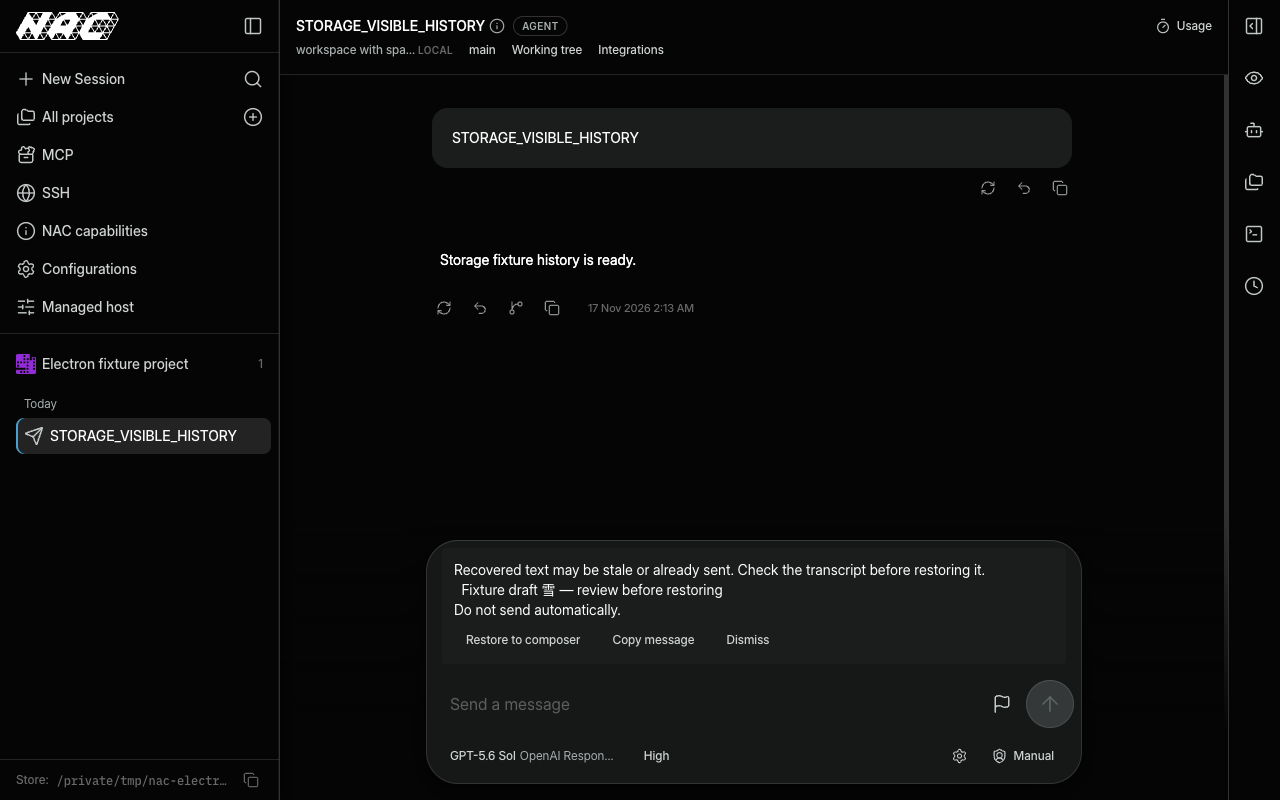 NAC
STORAGE_VISIBLE_HISTORY
AGENT
Usage
workspace with spa... LOCAL main Working tree Integrations
New Session
All projects
MCP
SSH
NAC capabilities
Configurations
Managed host
Electron fixture project 1
Today
STORAGE_VISIBLE_HISTORY
Store: /private/tmp/nac-electr...
STORAGE_VISIBLE_HISTORY
Storage fixture history is ready.
17 Nov 2026 2:13 AM
Recovered text may be stale or already sent. Check the transcript before restoring it.
Fixture draft 雪 — review before restoring
Do not send automatically.
Restore to composer Copy message Dismiss
Send a message
GPT-5.6 Sol OpenAI Respon... High Manual